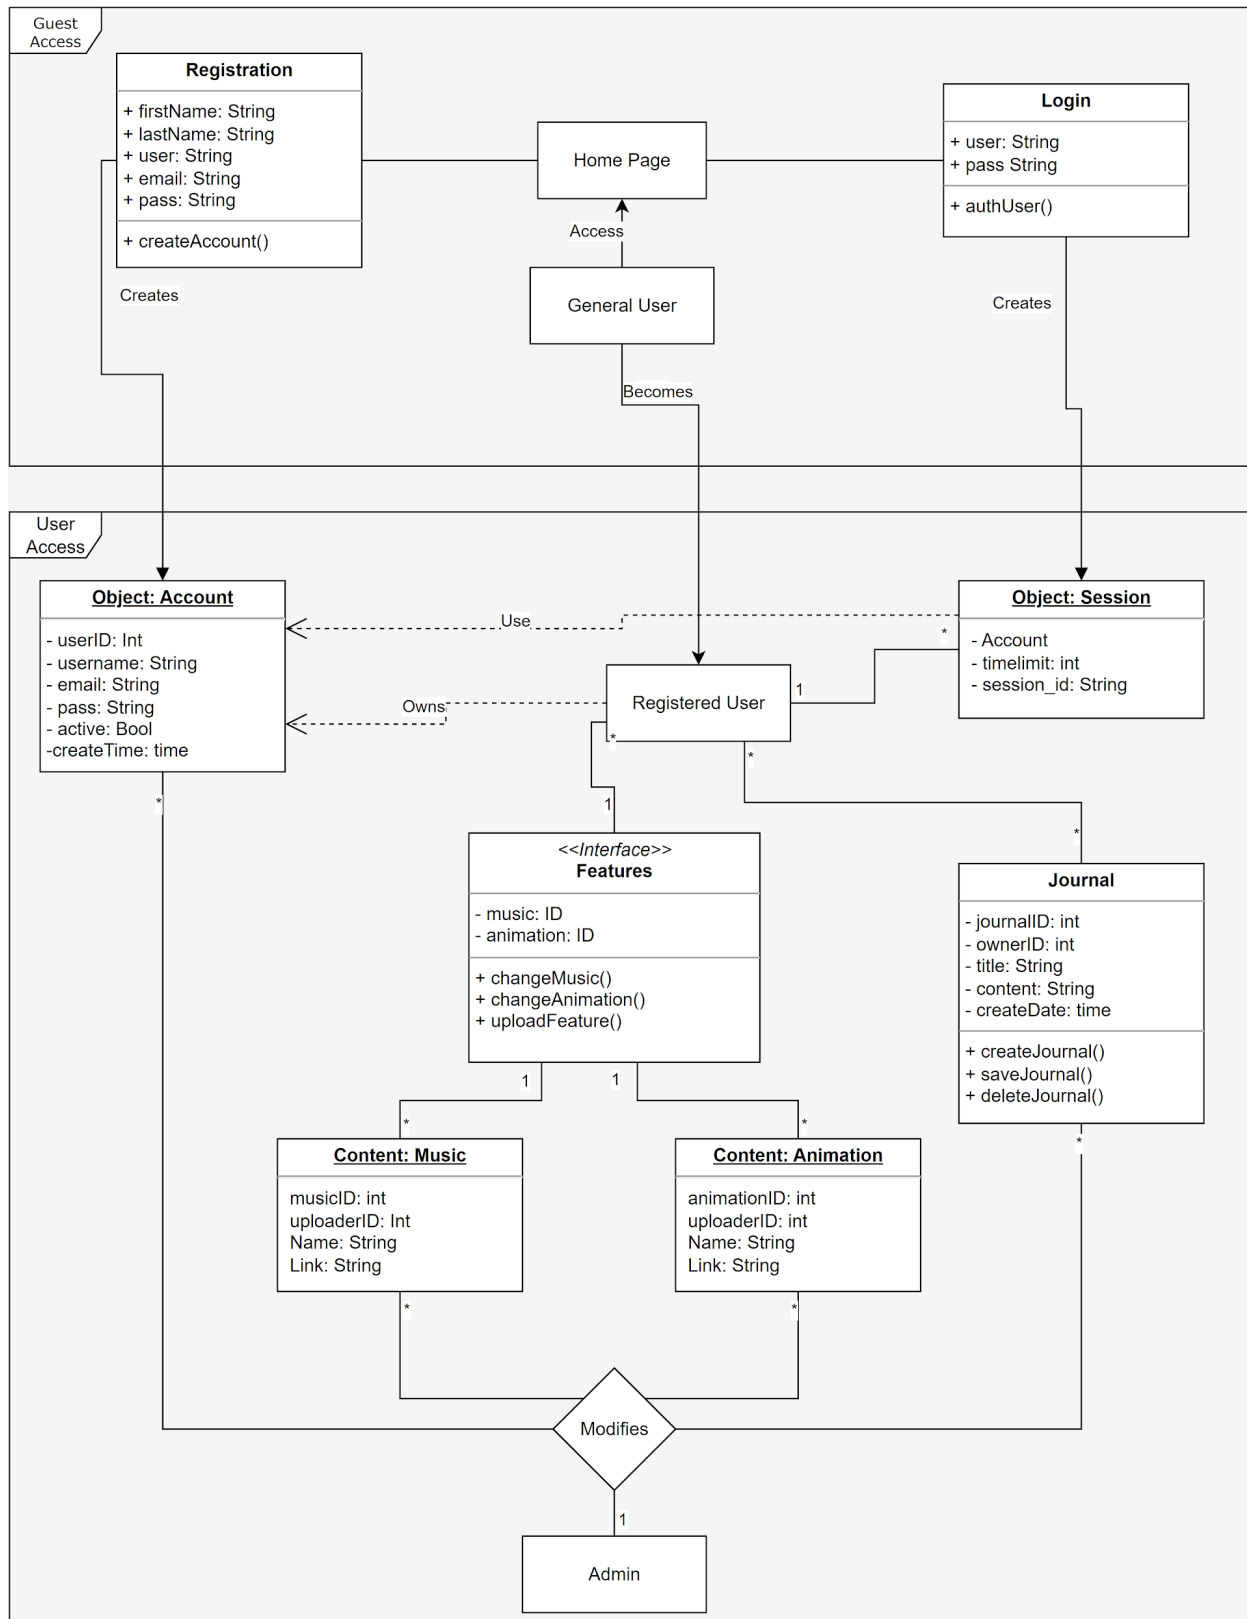 Guest
Access
Registration
+ firstName: String
+ lastName: String
+ user: String
+ email: String
+ pass: String
+ createAccount()
Home Page
Login
+ user: String
+ pass String
+ authUser()
Access
General User
Creates
Creates
Becomes
User
Access
Object: Account
- userID: Int
- username: String
- email: String
- pass: String
- active: Bool
-createTime: time
Use
Owns
Object: Session
- Account
- timelimit: int
- session_id: String
*
1
Registered User
*
*
*
1
*
<<Interface>>
Features
- music: ID
- animation: ID
+ changeMusic()
+ changeAnimation()
+ uploadFeature()
Journal
- journalID: int
- ownerID: int
- title: String
- content: String
- createDate: time
+ createJournal()
+ saveJournal()
+ deleteJournal()
1
1
*
*
*
Content: Music
musicID: int
uploaderID: Int
Name: String
Link: String
Content: Animation
animationID: int
uploaderID: int
Name: String
Link: String
*
*
Modifies
1
Admin